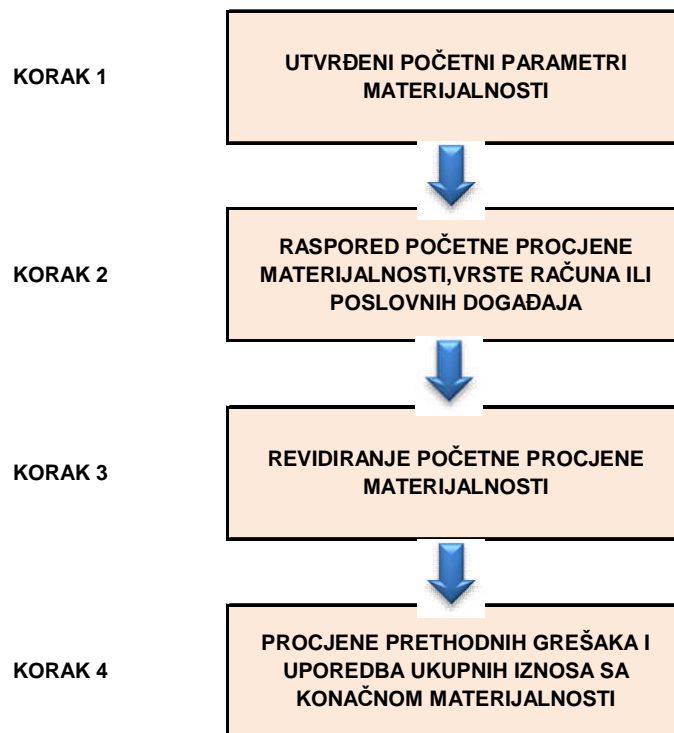 KORAK 1
UTVRĐENI POČETNI PARAMETRI
MATERIJALNOSTI
KORAK 2
RASPORED POČETNE PROCJENE
MATERIJALNOSTI,VRSTE RAČUNA ILI
POSLOVNIH DOGAĐAJA
KORAK 3
REVIDIRANJE POČETNE PROCJENE
MATERIJALNOSTI
KORAK 4
PROCJENE PRETHODNIH GREŠAKA I
UPOREDBA UKUPNIH IZNOSA SA
KONAČNOM MATERIJALNOSTI